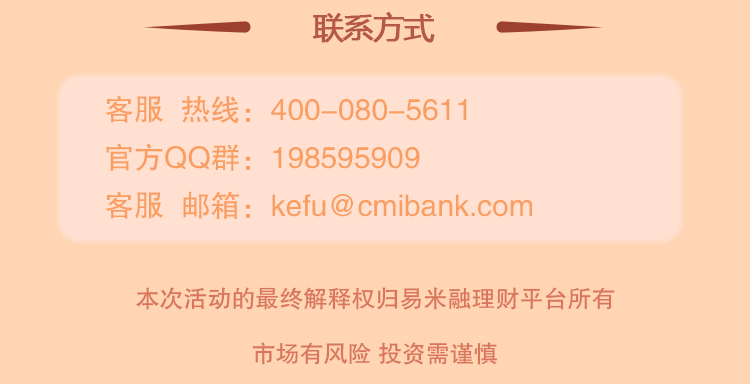 联系方式
客服 热线：400-080-5611
官方QQ群：198595909
客服 邮箱：kefu@cmibank.com
本次活动的最终解释权归易米融理财平台所有
市场有风险 投资需谨慎